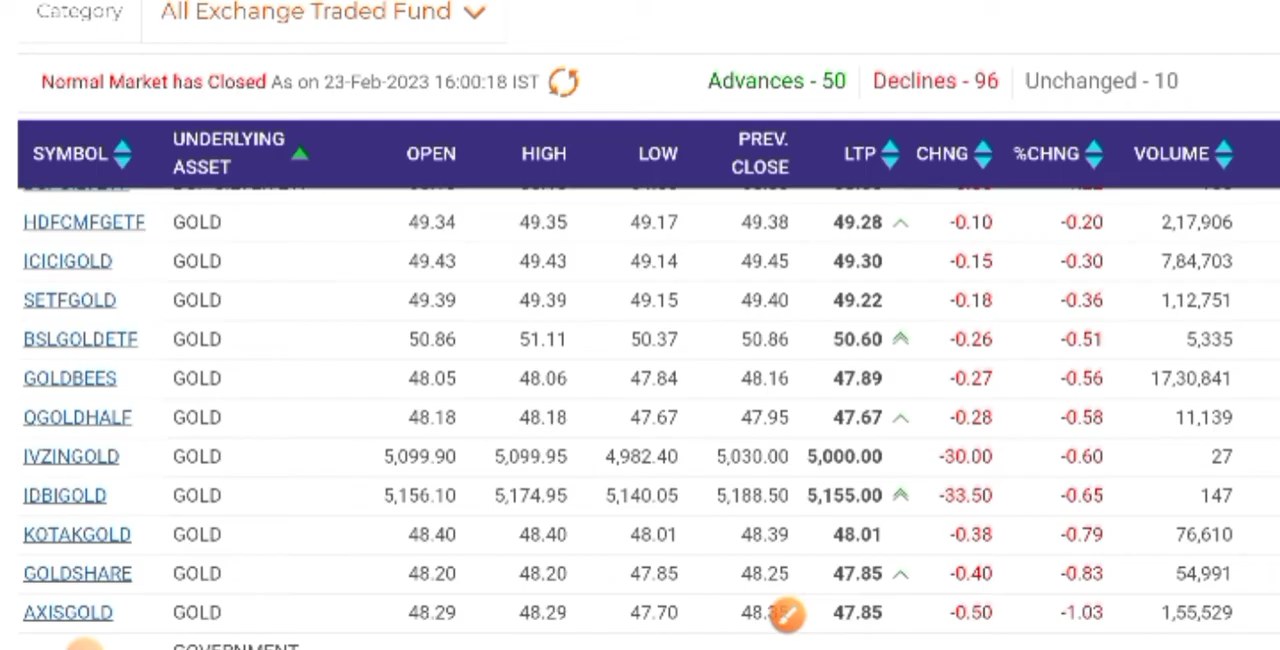 Category All Exchange Traded Fund
Normal Market has Closed As on 23-Feb-2023 16:00:18 IST Advances - 50 Declines - 96 Unchanged - 10
SYMBOL UNDERLYING ASSET OPEN HIGH LOW PREV. CLOSE LTP CHNG %CHNG VOLUME
HDFCMFGETF GOLD 49.34 49.35 49.17 49.38 49.28 -0.10 -0.20 2,17,906
ICICIGOLD GOLD 49.43 49.43 49.14 49.45 49.30 -0.15 -0.30 7,84,703
SETFGOLD GOLD 49.39 49.39 49.15 49.40 49.22 -0.18 -0.36 1,12,751
BSLGOLDETF GOLD 50.86 51.11 50.37 50.86 50.60 -0.26 -0.51 5,335
GOLDBEES GOLD 48.05 48.06 47.84 48.16 47.89 -0.27 -0.56 17,30,841
QGOLDHALF GOLD 48.18 48.18 47.67 47.95 47.67 -0.28 -0.58 11,139
IVZINGOLD GOLD 5,099.90 5,099.95 4,982.40 5,030.00 5,000.00 -30.00 -0.60 27
IDBIGOLD GOLD 5,156.10 5,174.95 5,140.05 5,188.50 5,155.00 -33.50 -0.65 147
KOTAKGOLD GOLD 48.40 48.40 48.01 48.39 48.01 -0.38 -0.79 76,610
GOLDSHARE GOLD 48.20 48.20 47.85 48.25 47.85 -0.40 -0.83 54,991
AXISGOLD GOLD 48.29 48.29 47.70 47.85 -0.50 -1.03 1,55,529
GOVERNMENT